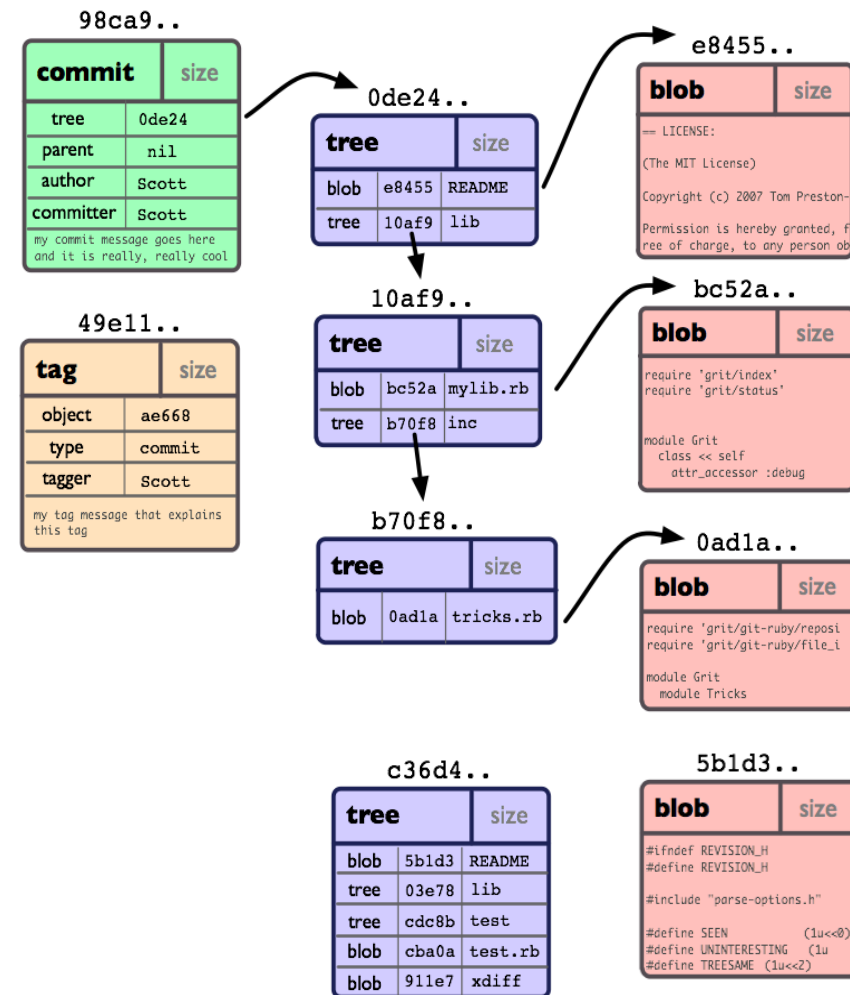 98ca9..
commit size
tree 0de24
parent nil
author Scott
committer Scott
my commit message goes here
and it is really, really cool
49e11..
tag size
object ae668
type commit
tagger Scott
my tag message that explains
this tag
0de24..
tree size
blob e8455 README
tree 10af9 lib
10af9..
tree size
blob bc52a mylib.rb
tree b70f8 inc
b70f8..
tree size
blob 0ad1a tricks.rb
c36d4..
tree size
blob 5b1d3 README
tree 03e78 lib
tree cdc8b test
blob cba0a test.rb
blob 911e7 xdiff
e8455..
blob size
== LICENSE:
(The MIT License)
Copyright (c) 2007 Tom Preston-
Permission is hereby granted, f
ree of charge, to any person ob
bc52a..
blob size
require 'grit/index'
require 'grit/status'
module Grit
class << self
attr_accessor :debug
0ad1a..
blob size
require 'grit/git-ruby/reposi
require 'grit/git-ruby/file_i
module Grit
module Tricks
5b1d3..
blob size
#ifndef REVISION_H
#define REVISION_H
#include "parse-options.h"
#define SEEN (1u<<0)
#define UNINTERESTING (1u
#define TREESAME (1u<<2)